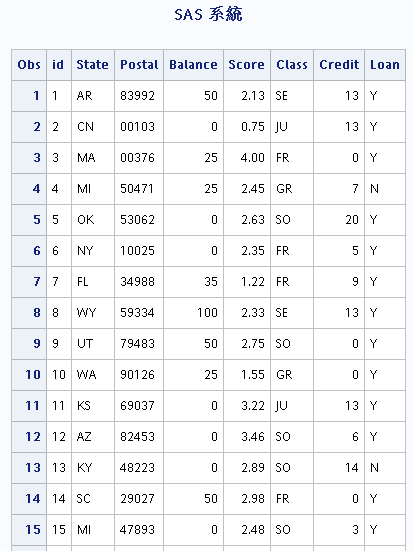 SAS 系統
Obs id State Postal Balance Score Class Credit Loan
1 1 AR 83992 50 2.13 SE 13 Y
2 2 CN 00103 0 0.75 JU 13 Y
3 3 MA 00376 25 4.00 FR 0 Y
4 4 MI 50471 25 2.45 GR 7 N
5 5 OK 53062 0 2.63 SO 20 Y
6 6 NY 10025 0 2.35 FR 5 Y
7 7 FL 34988 35 1.22 FR 9 Y
8 8 WY 59334 100 2.33 SE 13 Y
9 9 UT 79483 50 2.75 SO 0 Y
10 10 WA 90126 25 1.55 GR 0 Y
11 11 KS 69037 0 3.22 JU 13 Y
12 12 AZ 82453 0 3.46 SO 6 Y
13 13 KY 48223 0 2.89 SO 14 N
14 14 SC 29027 50 2.98 FR 0 Y
15 15 MI 47893 0 2.48 SO 3 Y